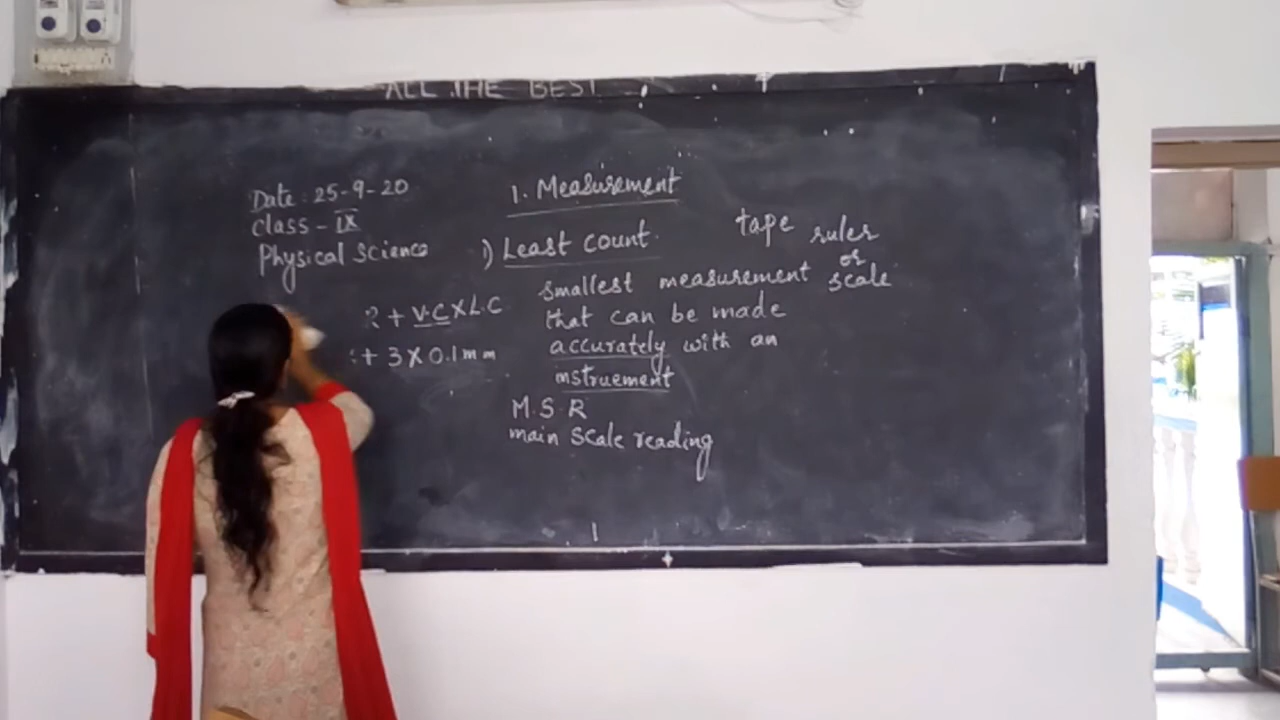 ALL THE BEST
Date: 25-9-20
Class - IX
Physical Science
1. Measurement
1) Least count.
tape ruler
or
scale
smallest measurement
that can be made
accurately with an
instruement
M.S.R
main scale reading
R + V.C X L.C
+ 3 X 0.1mm